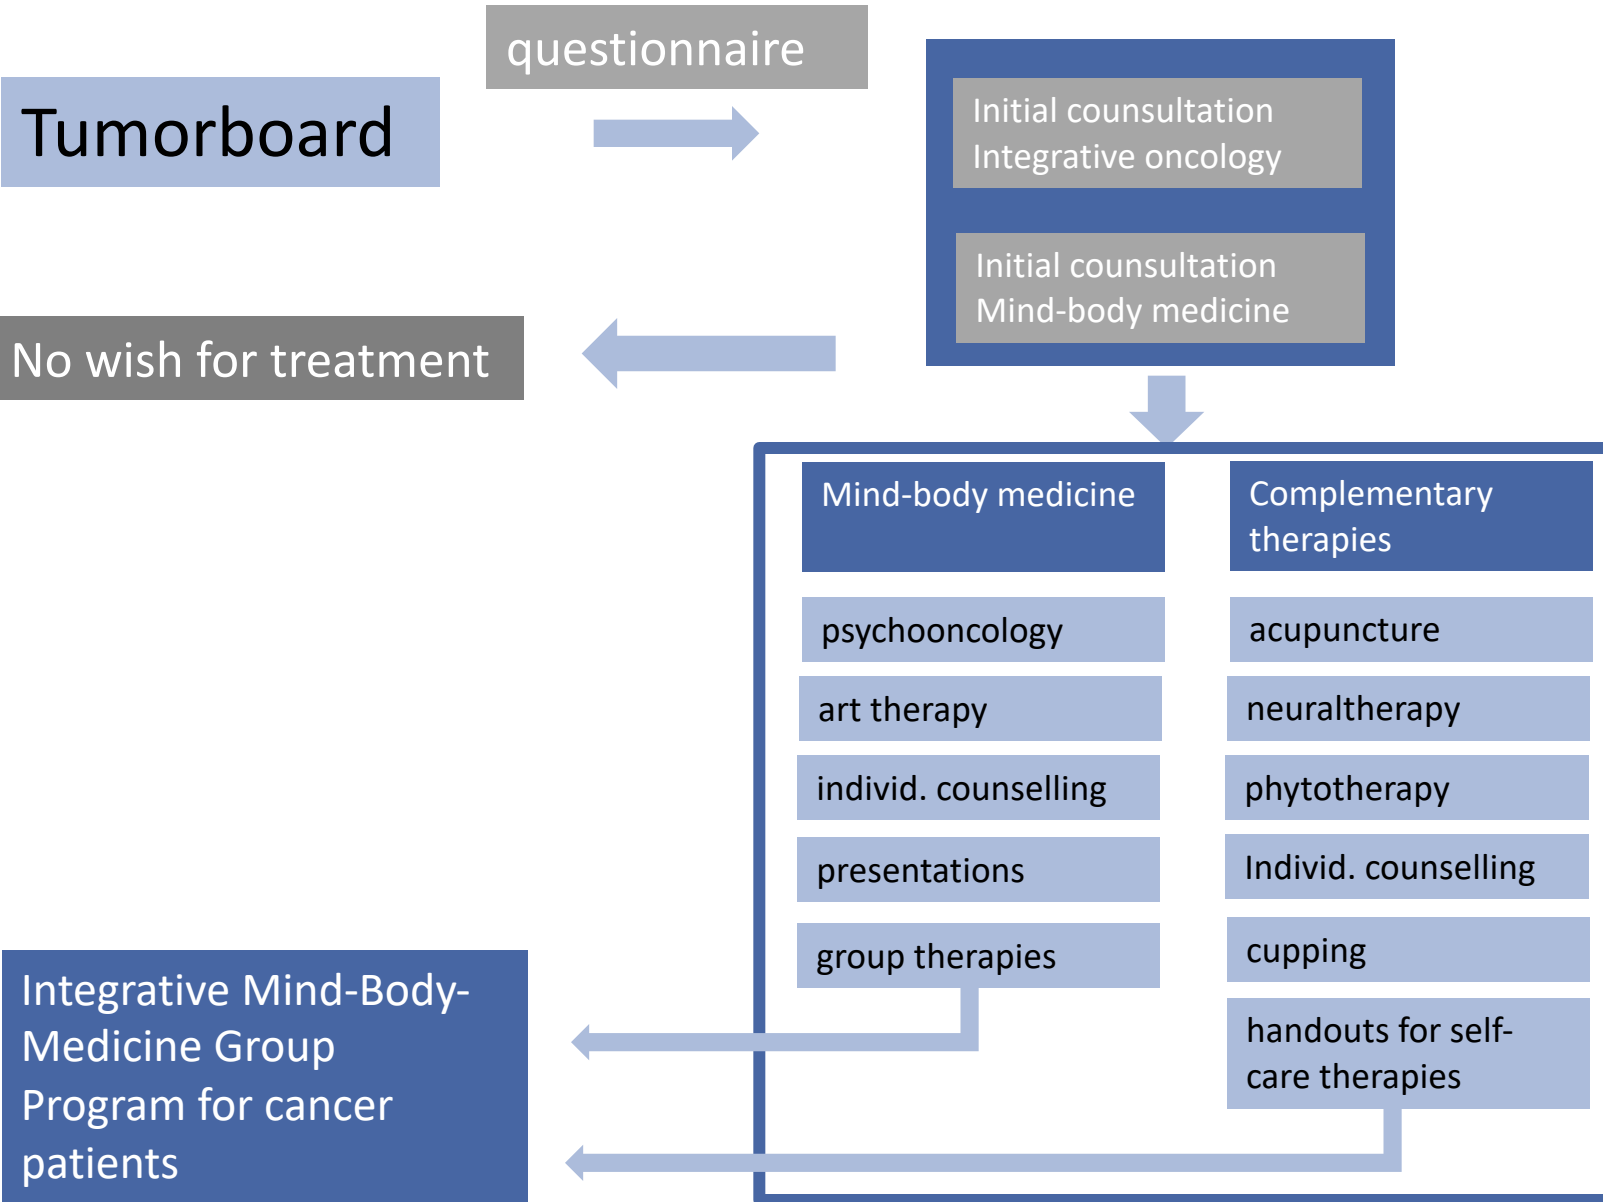 questionnaire
Tumorboard
Initial counsultation
Integrative oncology
Initial counsultation
Mind-body medicine
No wish for treatment
Mind-body medicine
psychooncology
art therapy
individ. counselling
presentations
group therapies
Complementary
therapies
acupuncture
neuraltherapy
phytotherapy
Individ. counselling
cupping
handouts for self-
care therapies
Integrative Mind-Body-
Medicine Group
Program for cancer
patients